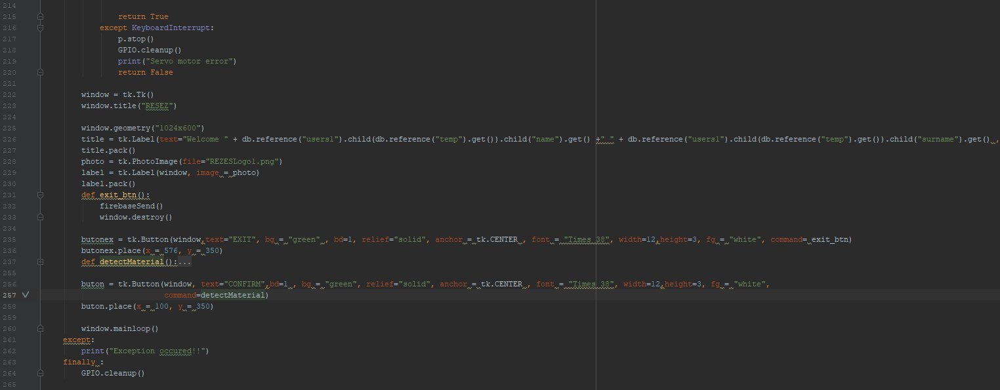 214
215 return True
216 except KeyboardInterrupt:
217 p.stop()
218 GPIO.cleanup()
219 print("Servo motor error")
220 return False
221
222 window = tk.Tk()
223 window.title("RESEZ")
224
225 window.geometry("1024x600")
226 title = tk.Label(text="Welcome " + db.reference("users1").child(db.reference("temp").get()).child("name").get() +" " + db.reference("users1").child(db.reference("temp").get()).child("surname").get() ,
227 title.pack()
228 photo = tk.PhotoImage(file="REZESLogo1.png")
229 label = tk.Label(window, image = photo)
230 label.pack()
231 def exit_btn():
232 firebaseSend()
233 window.destroy()
234
235 butonex = tk.Button(window,text="EXIT", bg = "green" , bd=1, relief="solid", anchor = tk.CENTER , font = "Times 38", width=12,height=3, fg = "white", command= exit_btn)
236 butonex.place(x = 576, y = 350)
237 def detectMaterial():...
255
256 buton = tk.Button(window, text="CONFIRM",bd=1 , bg = "green", relief="solid", anchor = tk.CENTER , font = "Times 38", width=12,height=3, fg = "white",
257 command=detectMaterial)
258 buton.place(x = 100, y = 350)
259
260 window.mainloop()
261 except:
262 print("Exception occured!!")
263 finally :
264 GPIO.cleanup()
265